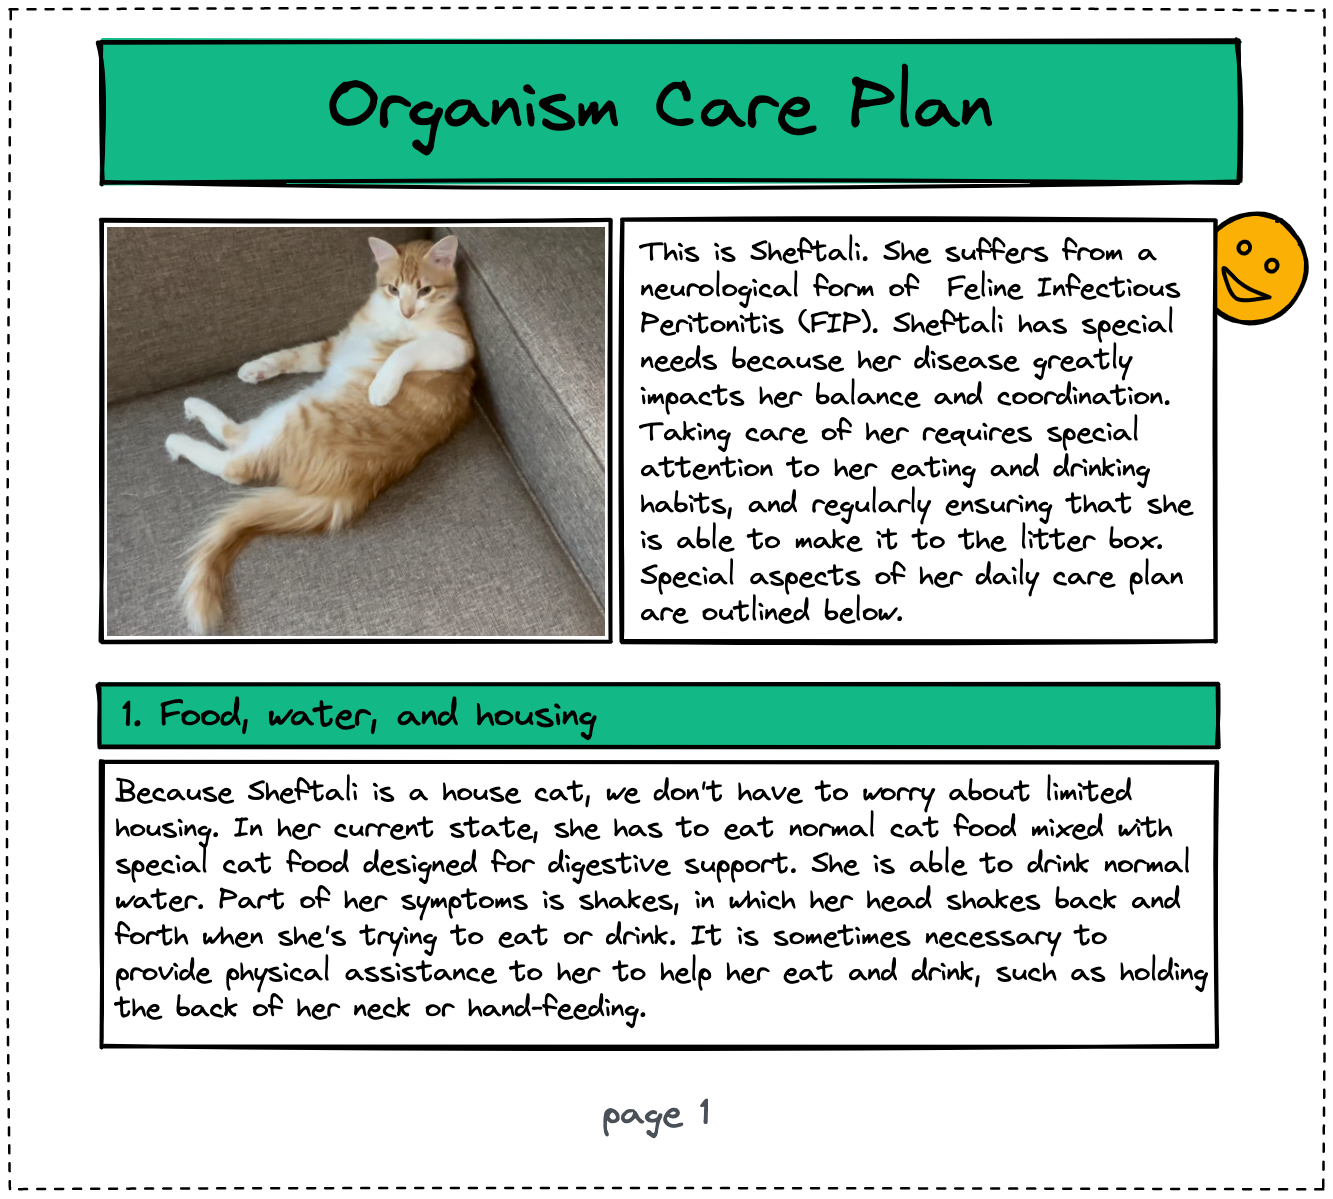 Organism Care Plan
This is Sheftali. She suffers from a
neurological form of  Feline Infectious
Peritonitis (FIP). Sheftali has special
needs because her disease greatly
impacts her balance and coordination.
Taking care of her requires special
attention to her eating and drinking
habits, and regularly ensuring that she
is able to make it to the litter box.
Special aspects of her daily care plan
are outlined below.
1. Food, water, and housing
Because Sheftali is a house cat, we don't have to worry about limited
housing. In her current state, she has to eat normal cat food mixed with
special cat food designed for digestive support. She is able to drink normal
water. Part of her symptoms is shakes, in which her head shakes back and
forth when she's trying to eat or drink. It is sometimes necessary to
provide physical assistance to her to help her eat and drink, such as holding
the back of her neck or hand-feeding.
page 1